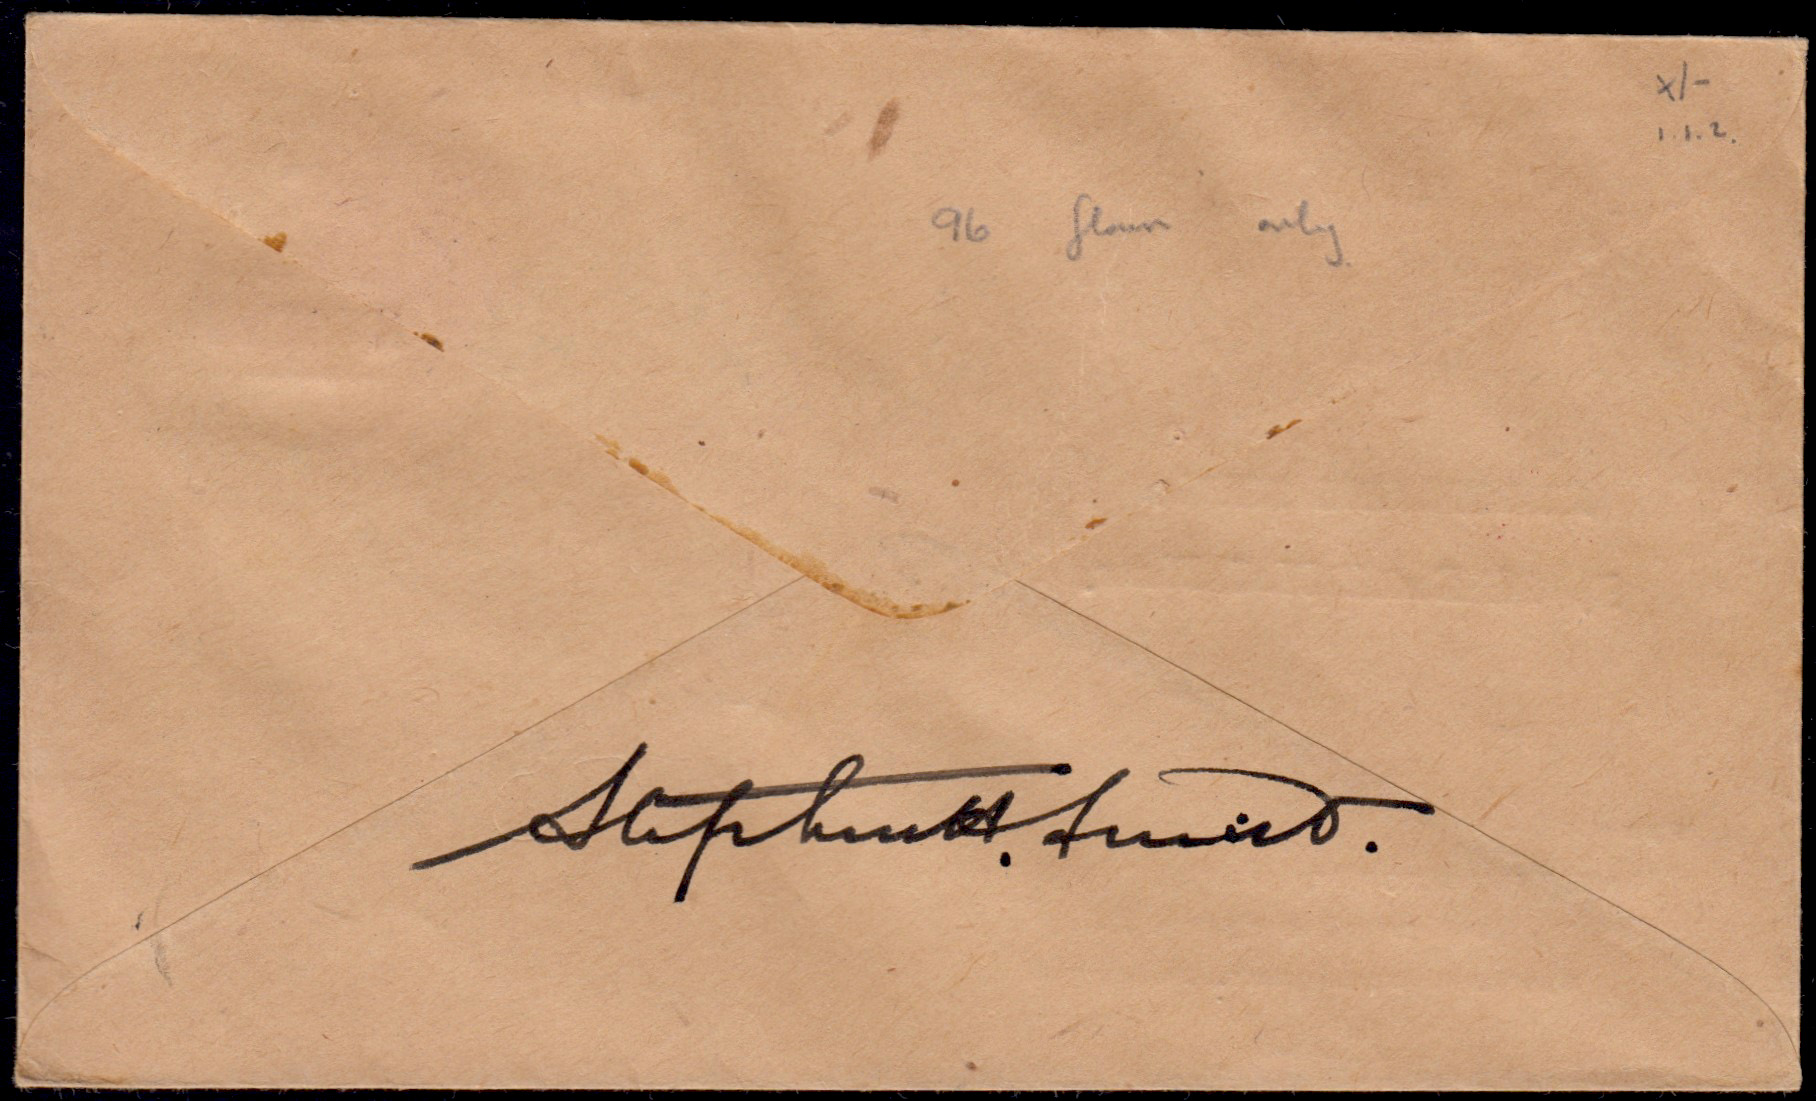 x/-
1.1.2.
96 flown only
Stephen H. Smith.